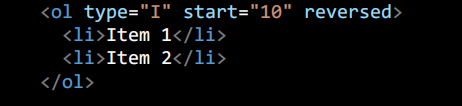 <ol type="I" start="10" reversed>
<li>Item 1</li>
<li>Item 2</li>
</ol>